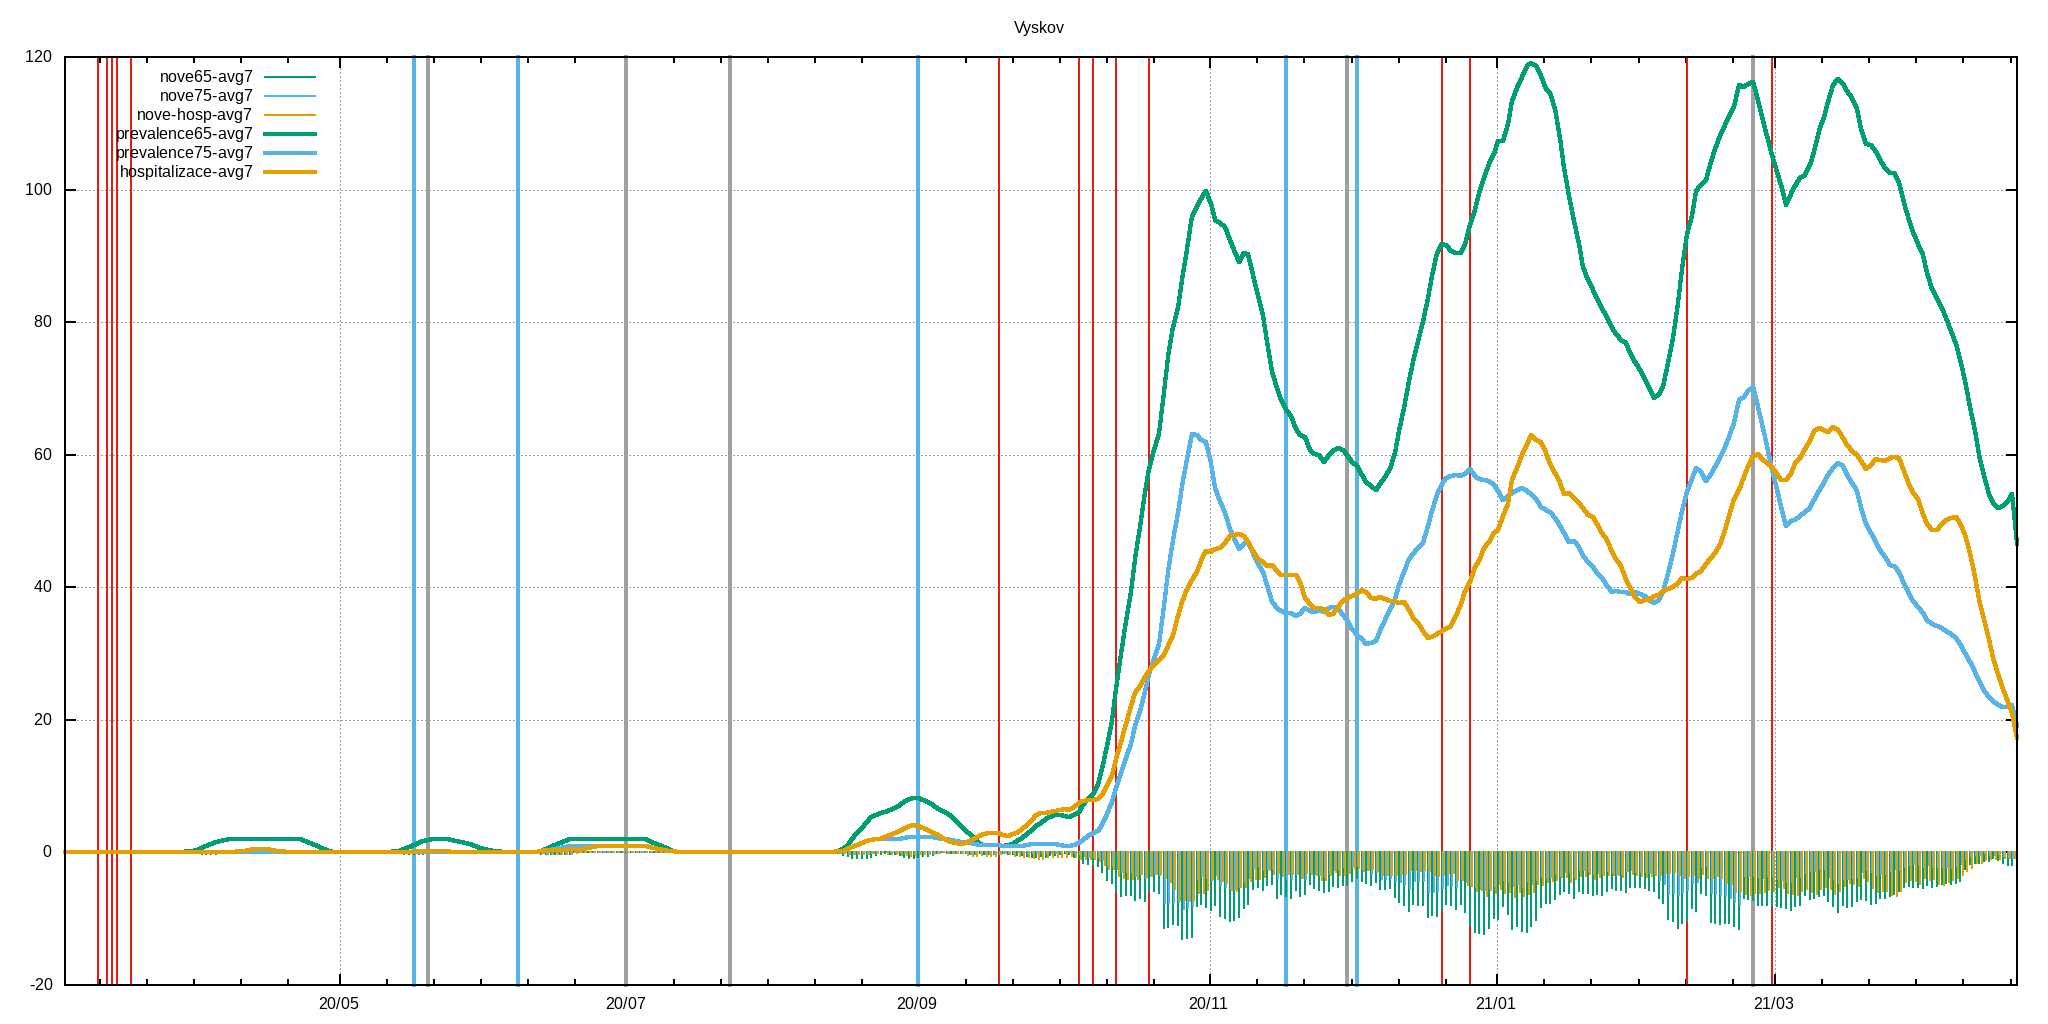 Vyskov
120
100
80
60
40
20
0
-20
nove65-avg7
nove75-avg7
nove-hosp-avg7
prevalence65-avg7
prevalence75-avg7
hospitalizace-avg7
20/05
20/07
20/09
20/11
21/01
21/03